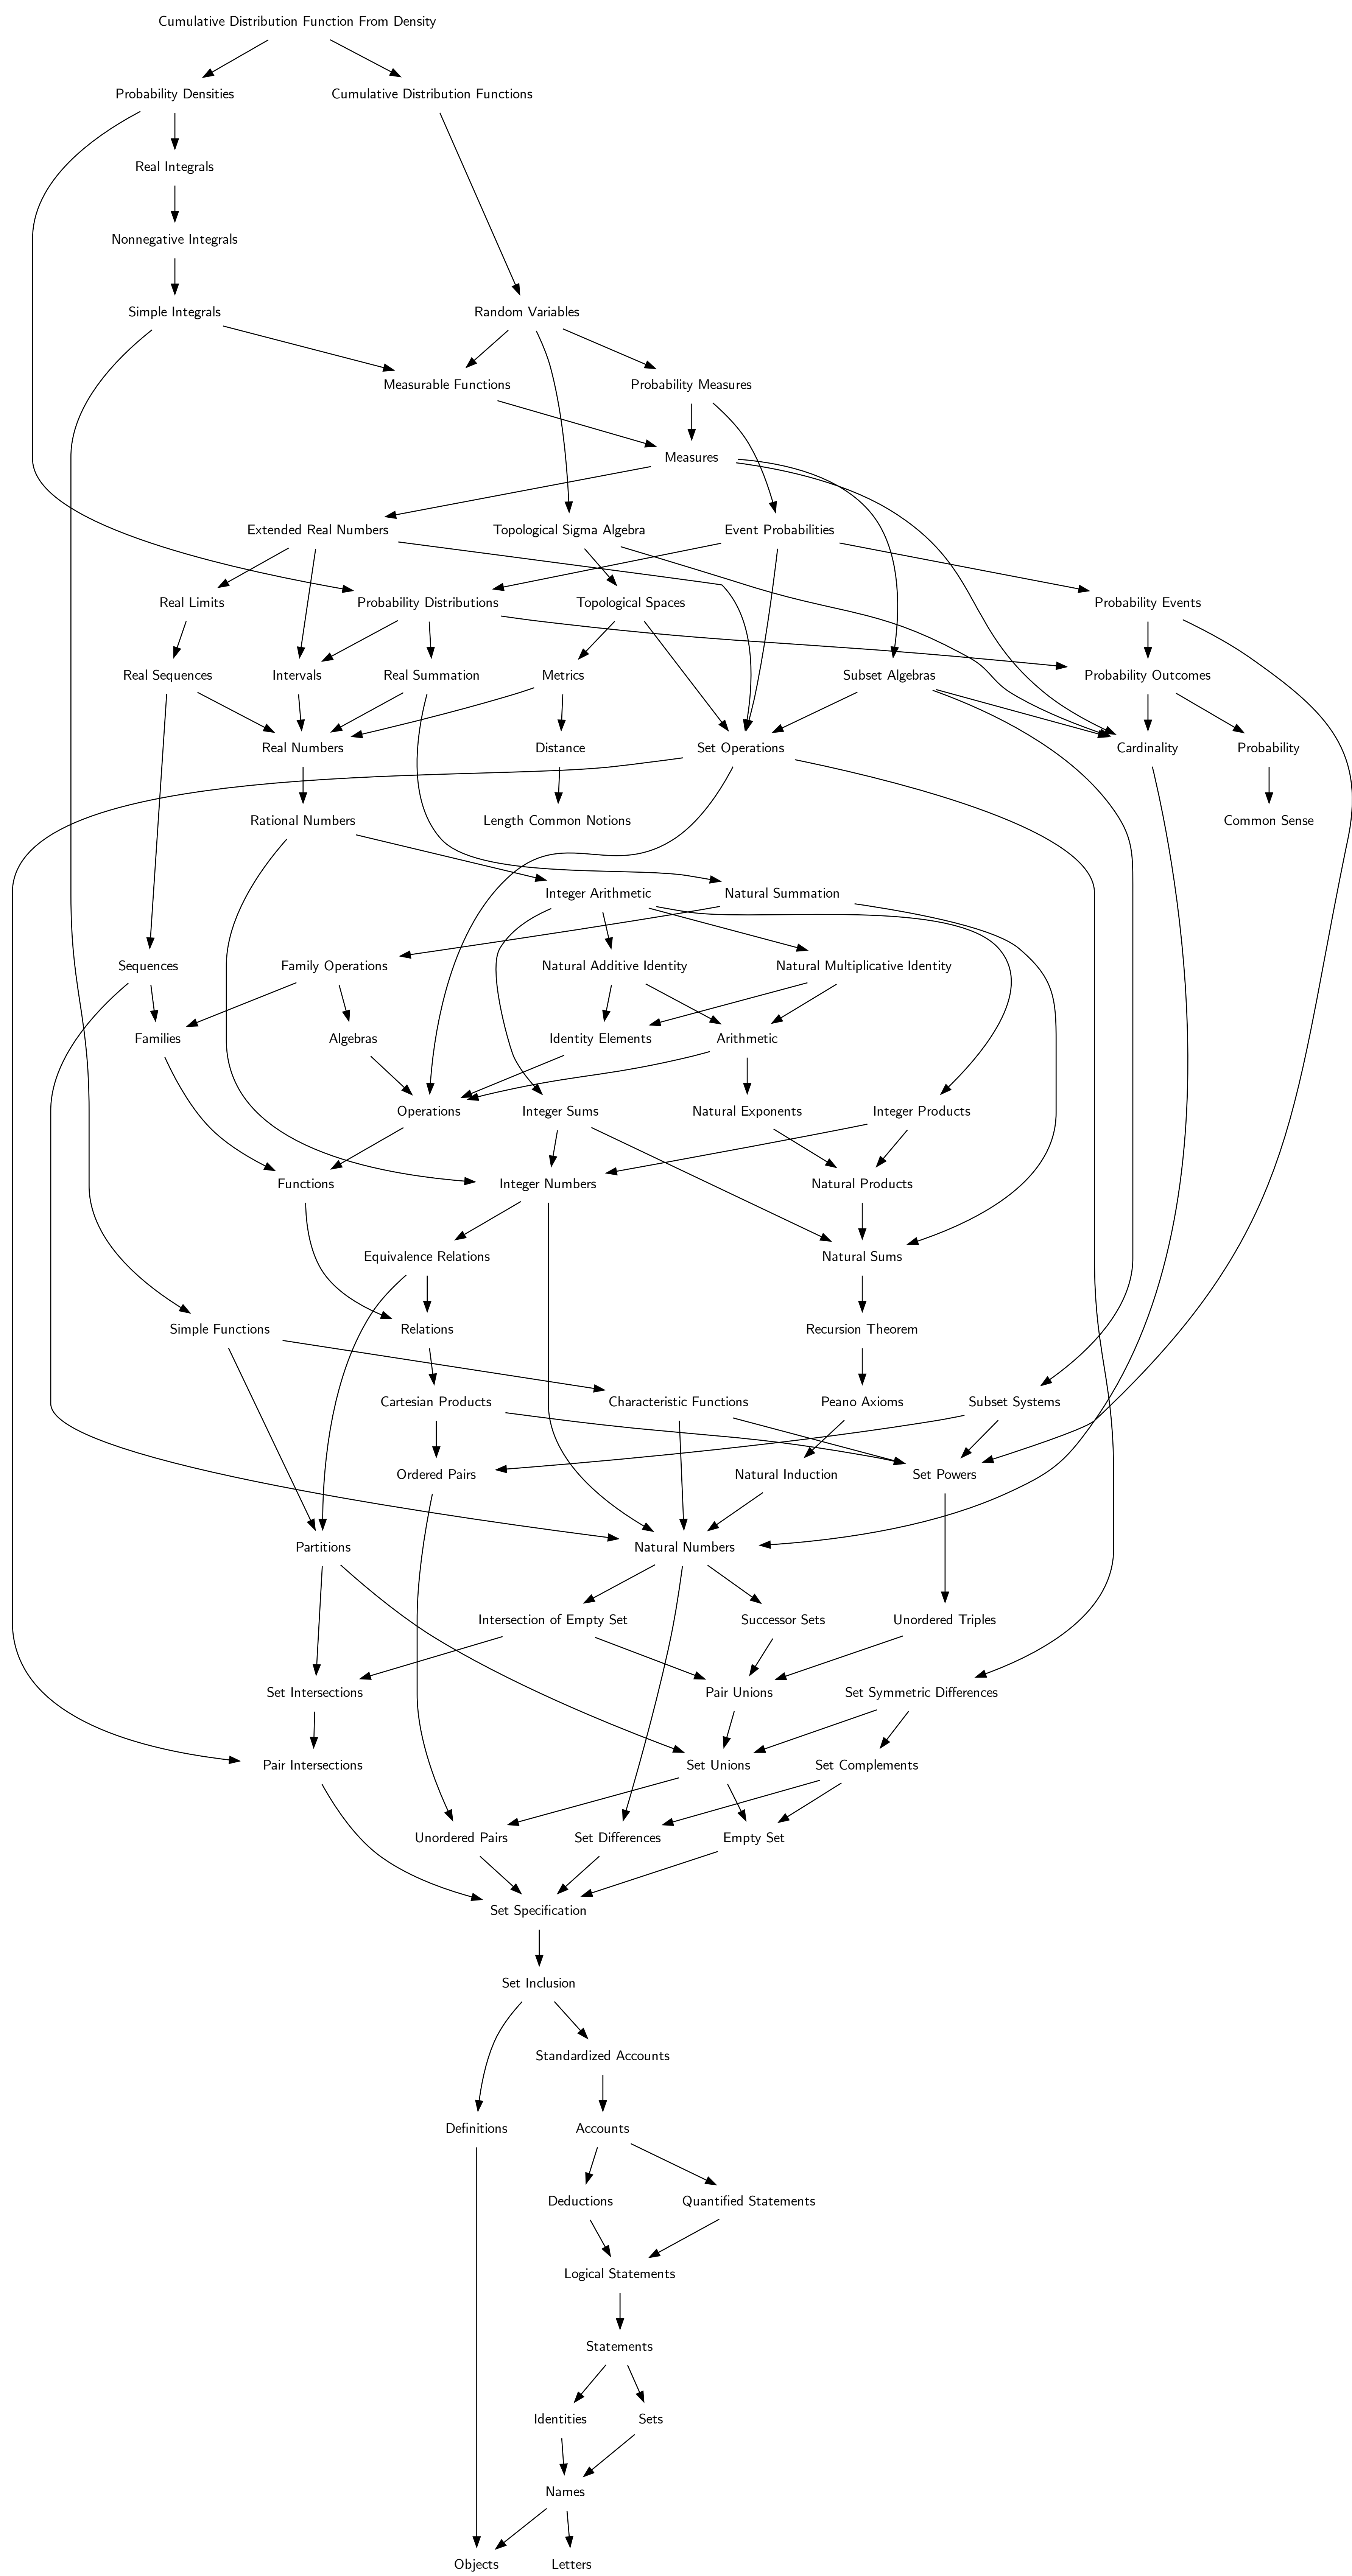 Cumulative Distribution Function From Density
Probability Densities
Cumulative Distribution Functions
Real Integrals
Nonnegative Integrals
Simple Integrals
Random Variables
Measurable Functions
Probability Measures
Measures
Extended Real Numbers
Topological Sigma Algebra
Event Probabilities
Real Limits
Probability Distributions
Topological Spaces
Probability Events
Real Sequences
Intervals
Real Summation
Metrics
Subset Algebras
Probability Outcomes
Real Numbers
Distance
Set Operations
Cardinality
Probability
Rational Numbers
Length Common Notions
Common Sense
Integer Arithmetic
Natural Summation
Sequences
Family Operations
Natural Additive Identity
Natural Multiplicative Identity
Families
Algebras
Identity Elements
Arithmetic
Operations
Integer Sums
Natural Exponents
Integer Products
Functions
Integer Numbers
Natural Products
Equivalence Relations
Natural Sums
Simple Functions
Relations
Recursion Theorem
Cartesian Products
Characteristic Functions
Peano Axioms
Subset Systems
Ordered Pairs
Natural Induction
Set Powers
Partitions
Natural Numbers
Intersection of Empty Set
Successor Sets
Unordered Triples
Set Intersections
Pair Unions
Set Symmetric Differences
Pair Intersections
Set Unions
Set Complements
Unordered Pairs
Set Differences
Empty Set
Set Specification
Set Inclusion
Standardized Accounts
Definitions
Accounts
Deductions
Quantified Statements
Logical Statements
Statements
Identities
Sets
Names
Objects
Letters